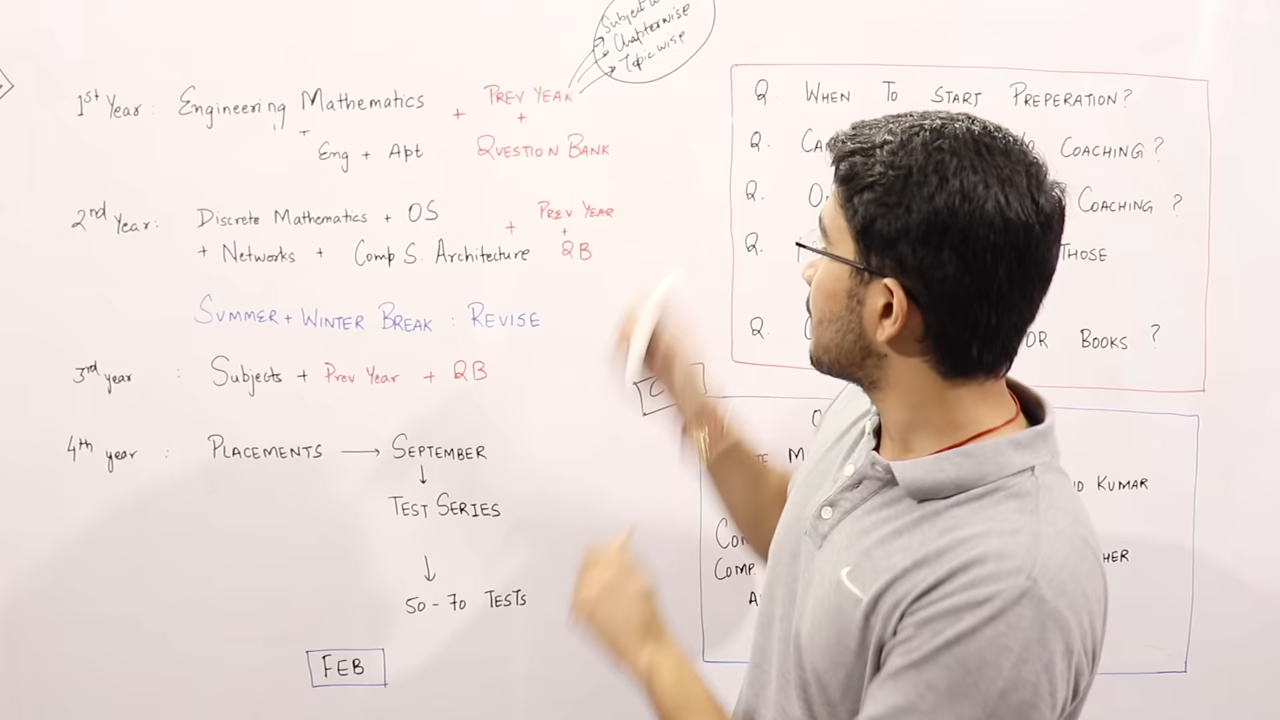 Chapterwise
Topicwise
1st Year: Engineering Mathematics + PREV YEAR
+ +
Eng + Apt QUESTION BANK
2nd Year: Discrete Mathematics + OS + PREV YEAR
+ Networks + Comp S. Architecture + QB
SUMMER + WINTER BREAK : REVISE
3rd year : Subjects + Prev Year + QB
4th year : PLACEMENTS → SEPTEMBER
↓
TEST SERIES
↓
50-70 TESTS
FEB
Q. WHEN TO START PREPERATION?
Q. COACHING?
Q. COACHING ?
Q. THOSE
Q. OR BOOKS ?
KUMAR